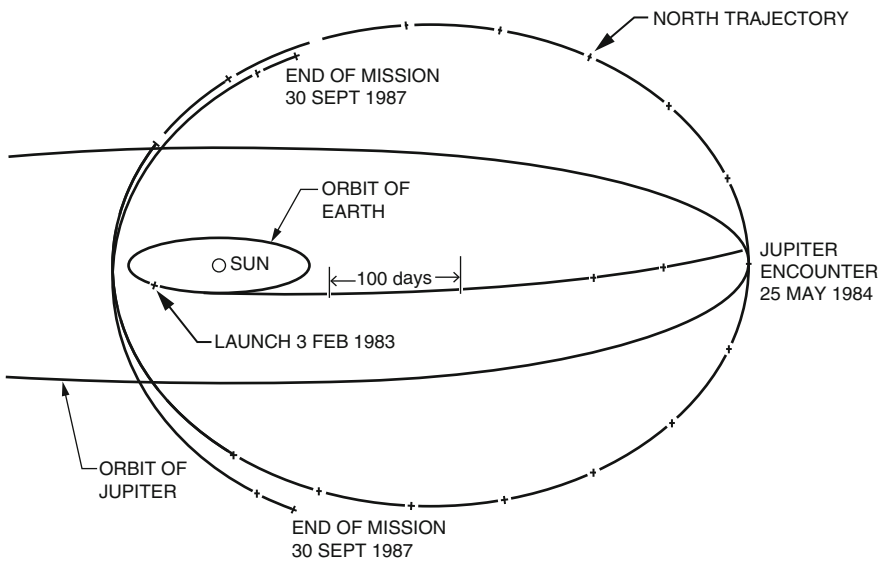 NORTH TRAJECTORY
END OF MISSION
30 SEPT 1987
ORBIT OF
EARTH
SUN
100 days
JUPITER
ENCOUNTER
25 MAY 1984
LAUNCH 3 FEB 1983
ORBIT OF
JUPITER
END OF MISSION
30 SEPT 1987